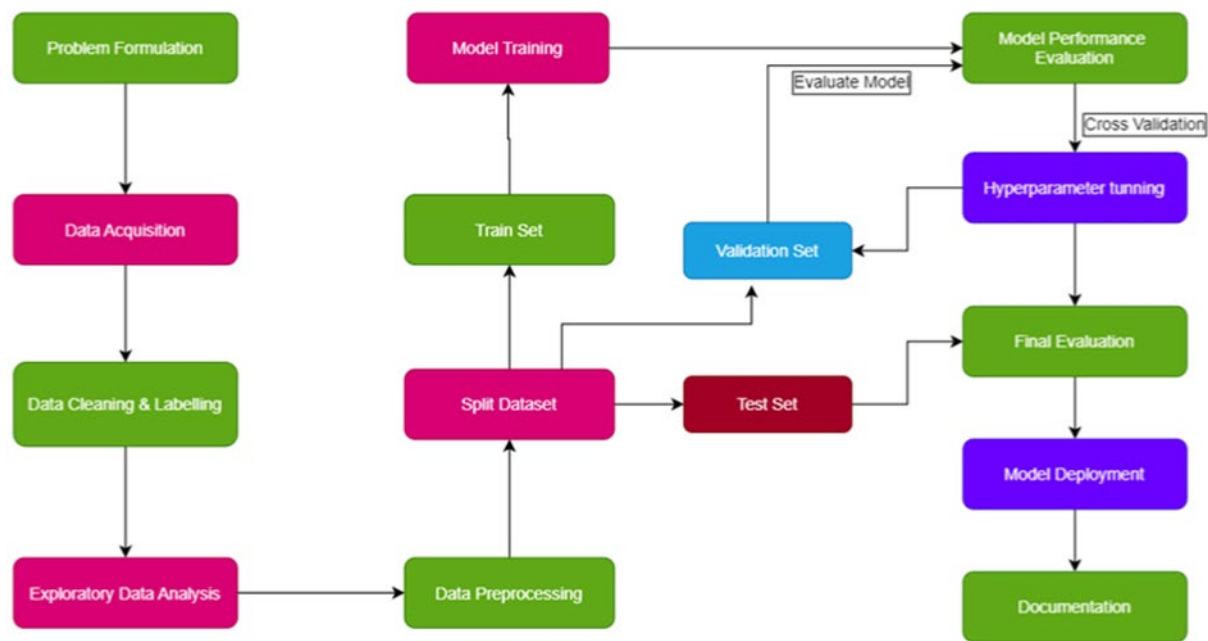 Problem Formulation
Model Training
Model Performance
Evaluation
Evaluate Model
Cross Validation
Data Acquisition
Train Set
Validation Set
Hyperparameter tunning
Final Evaluation
Data Cleaning & Labelling
Split Dataset
Test Set
Model Deployment
Exploratory Data Analysis
Data Preprocessing
Documentation